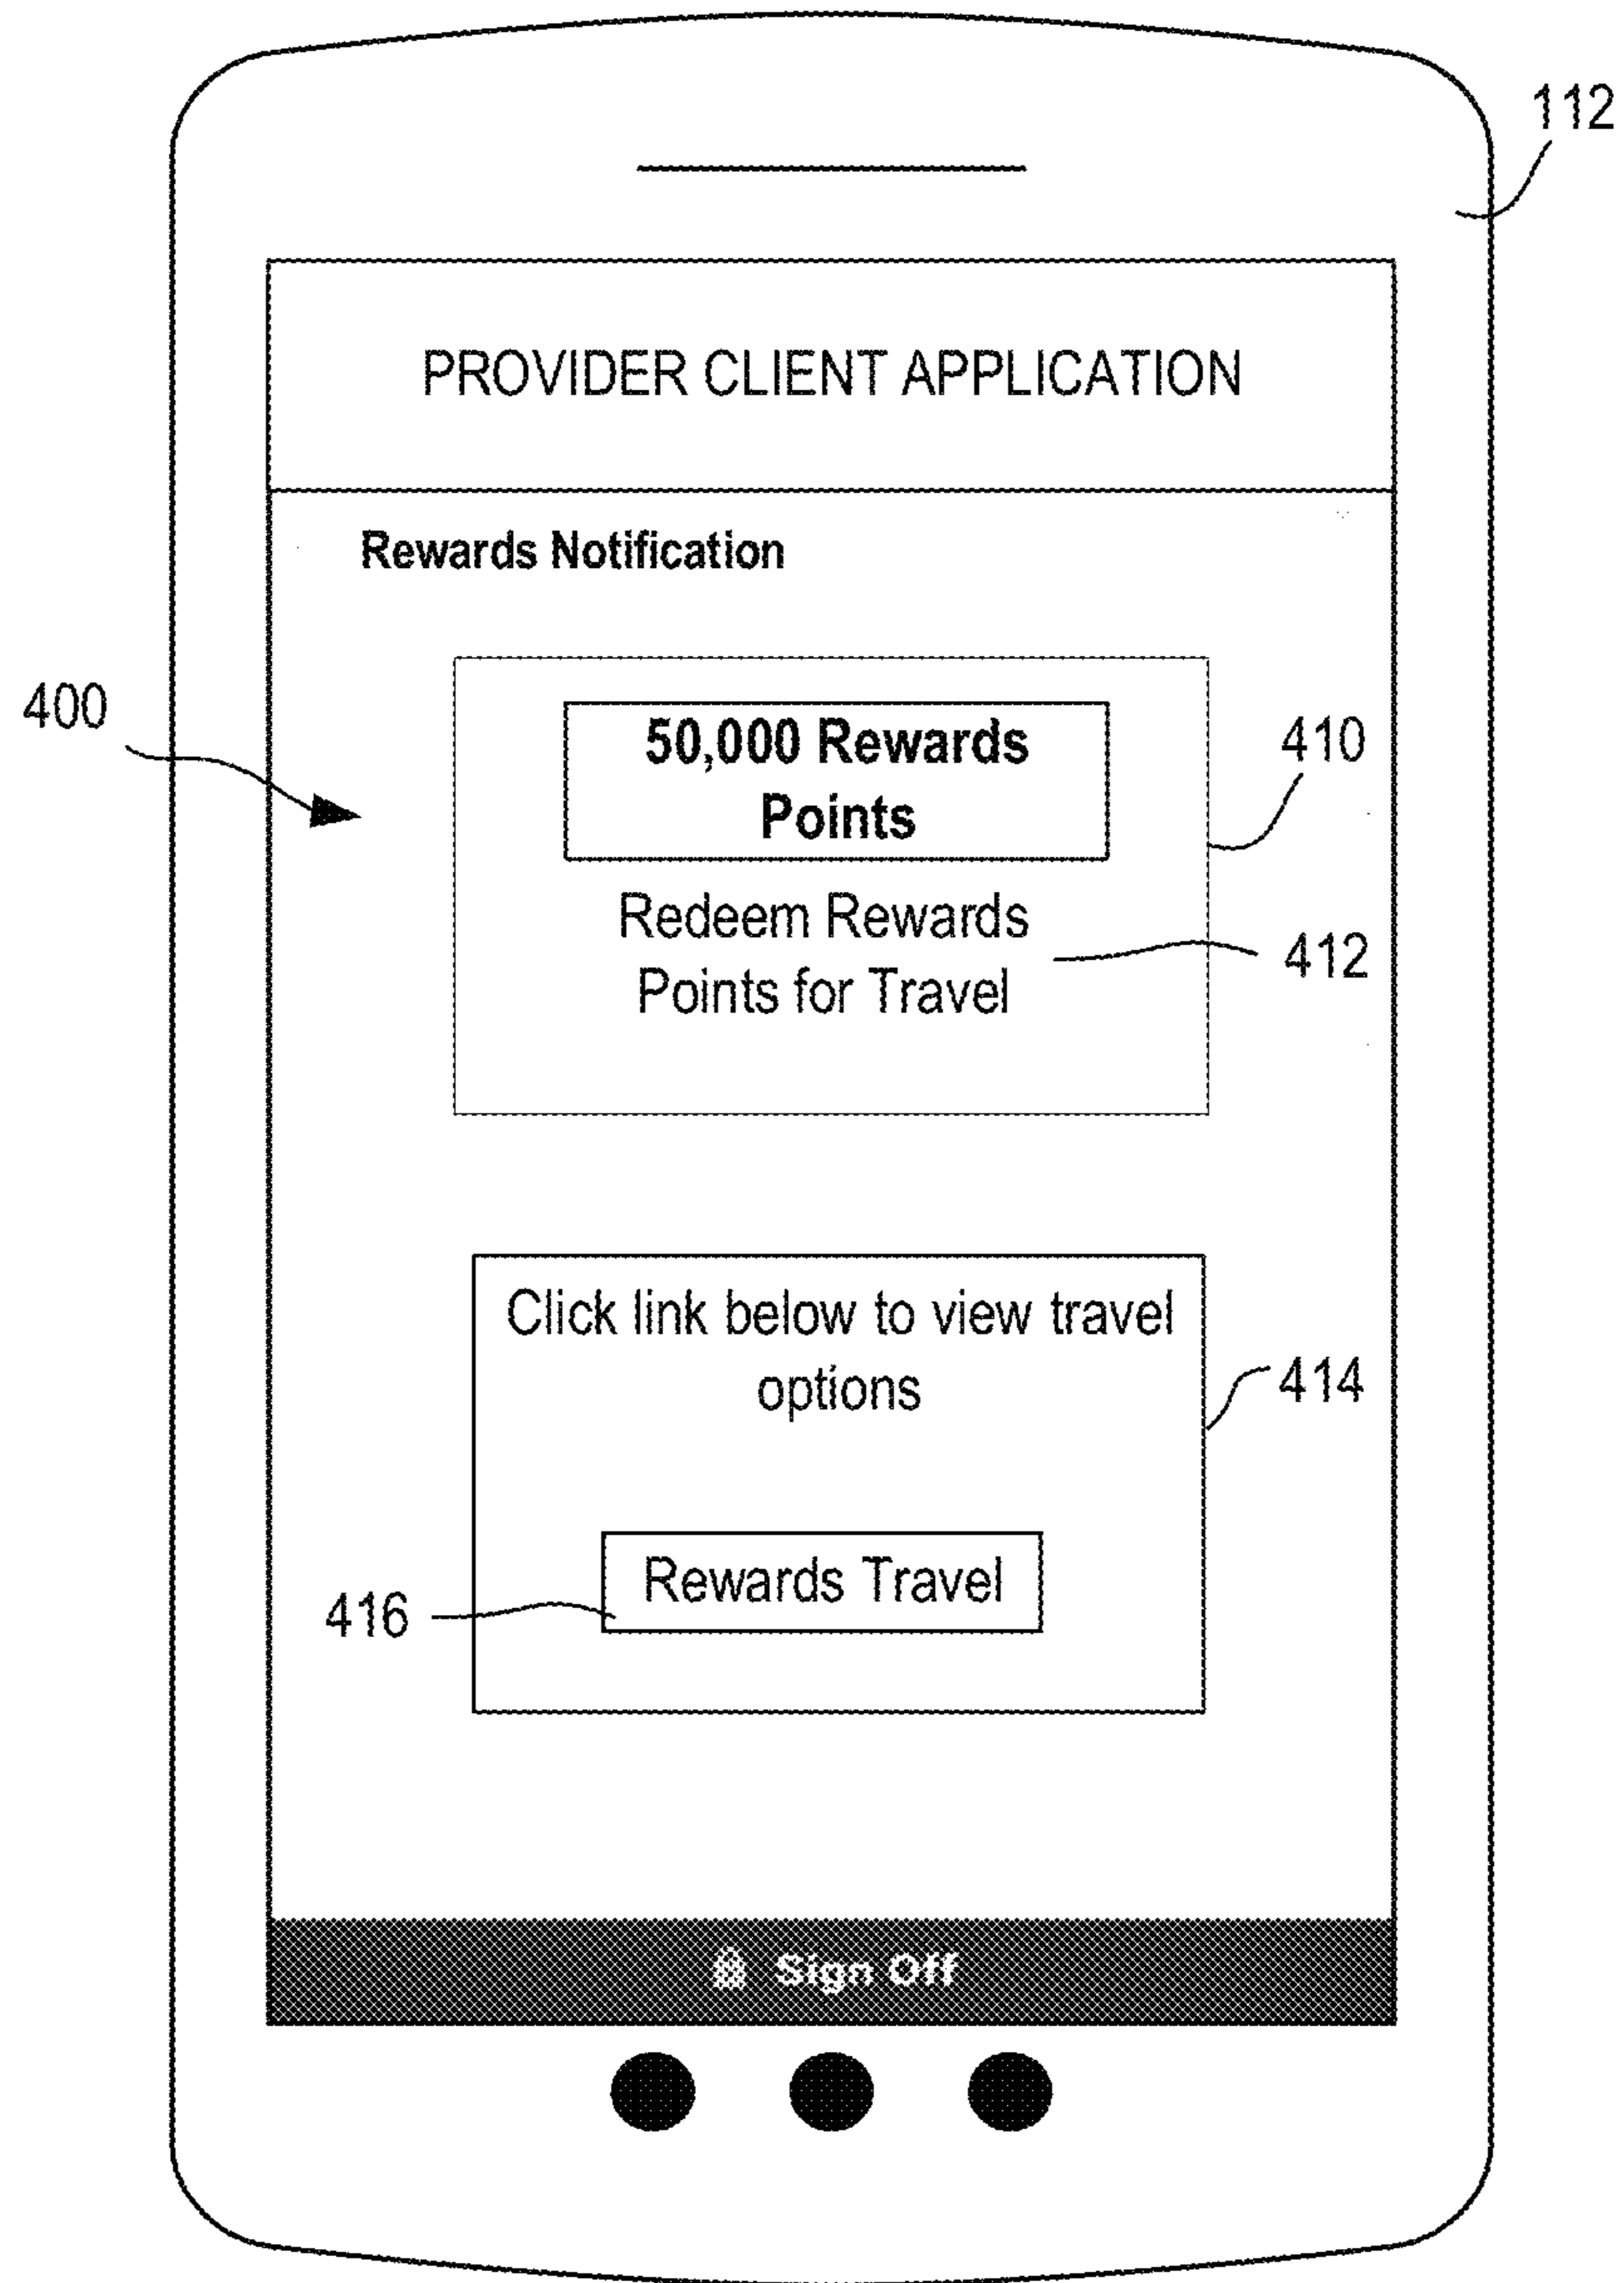 112
PROVIDER CLIENT APPLICATION
Rewards Notification
400
50,000 Rewards
Points
410
Redeem Rewards
Points for Travel
412
Click link below to view travel
options
414
Rewards Travel
416
Sign Off